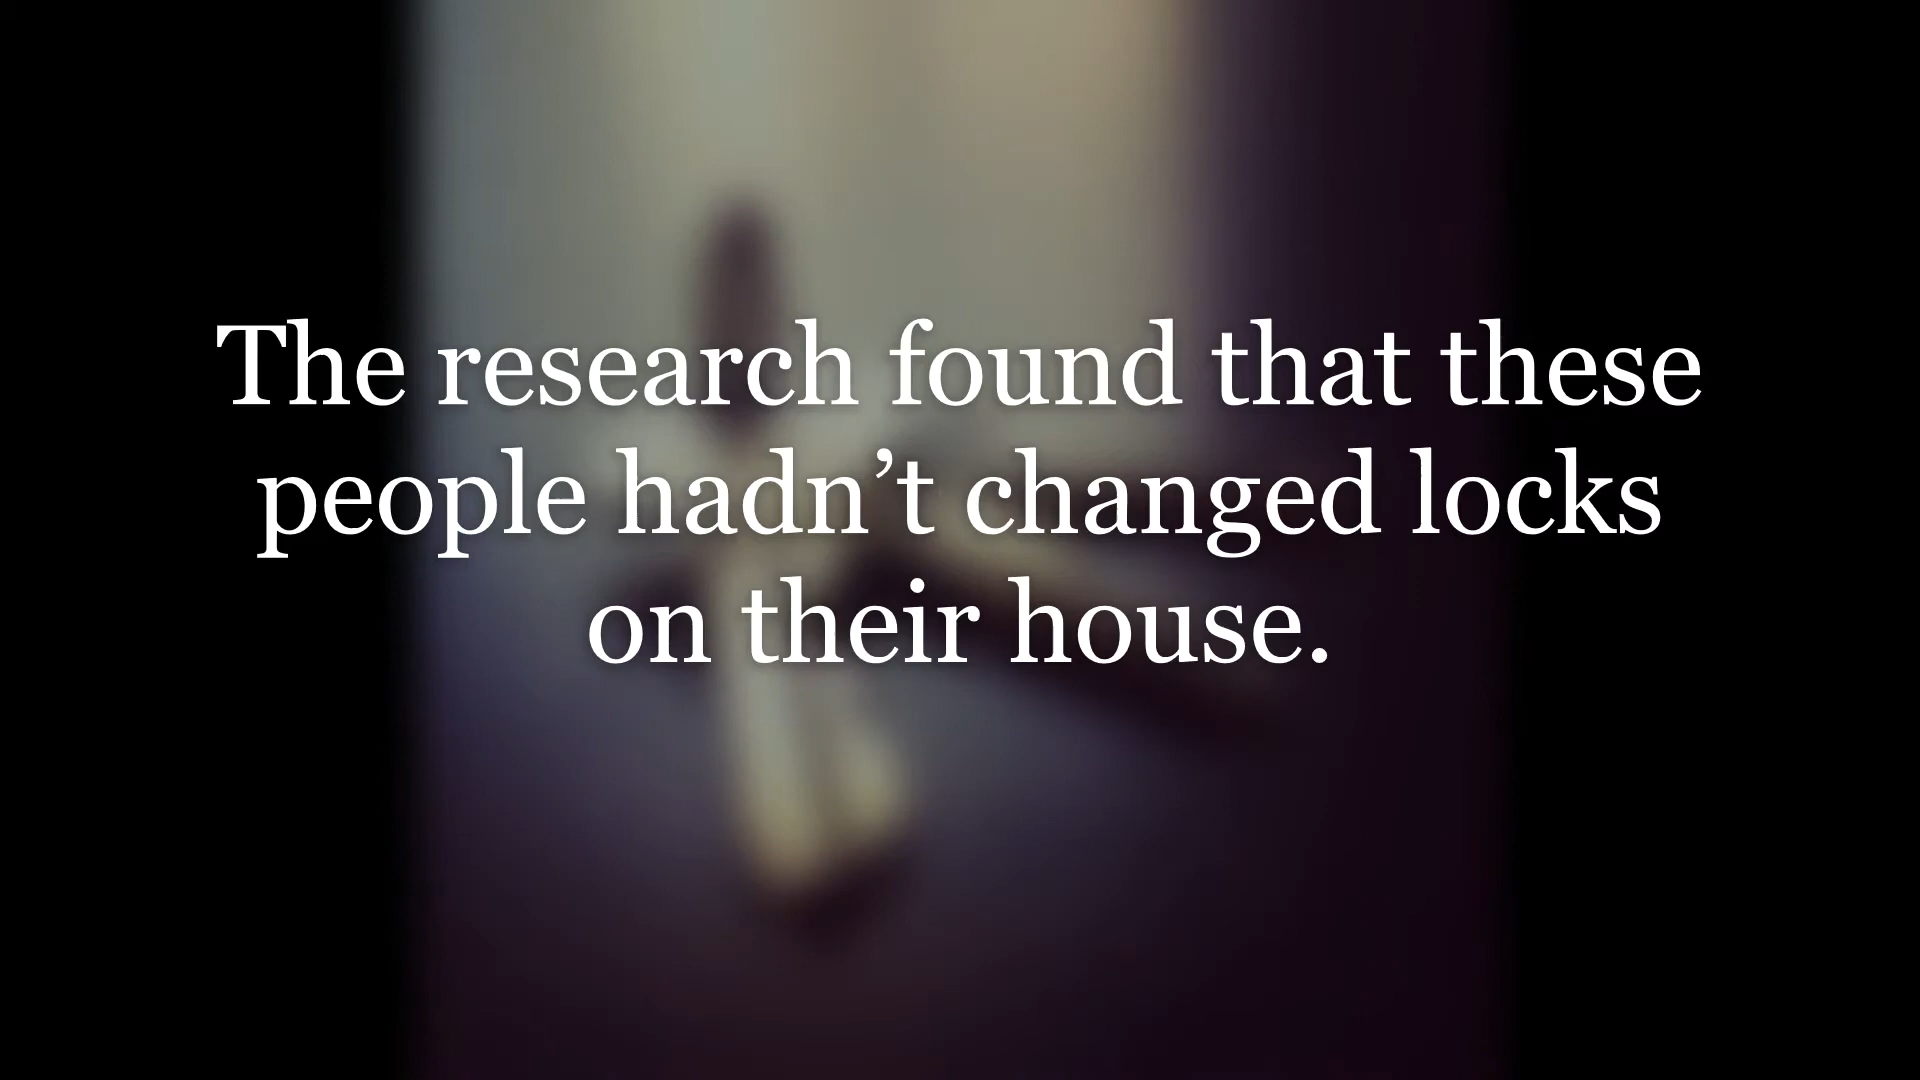 The research found that these
people hadn’t changed locks
on their house.